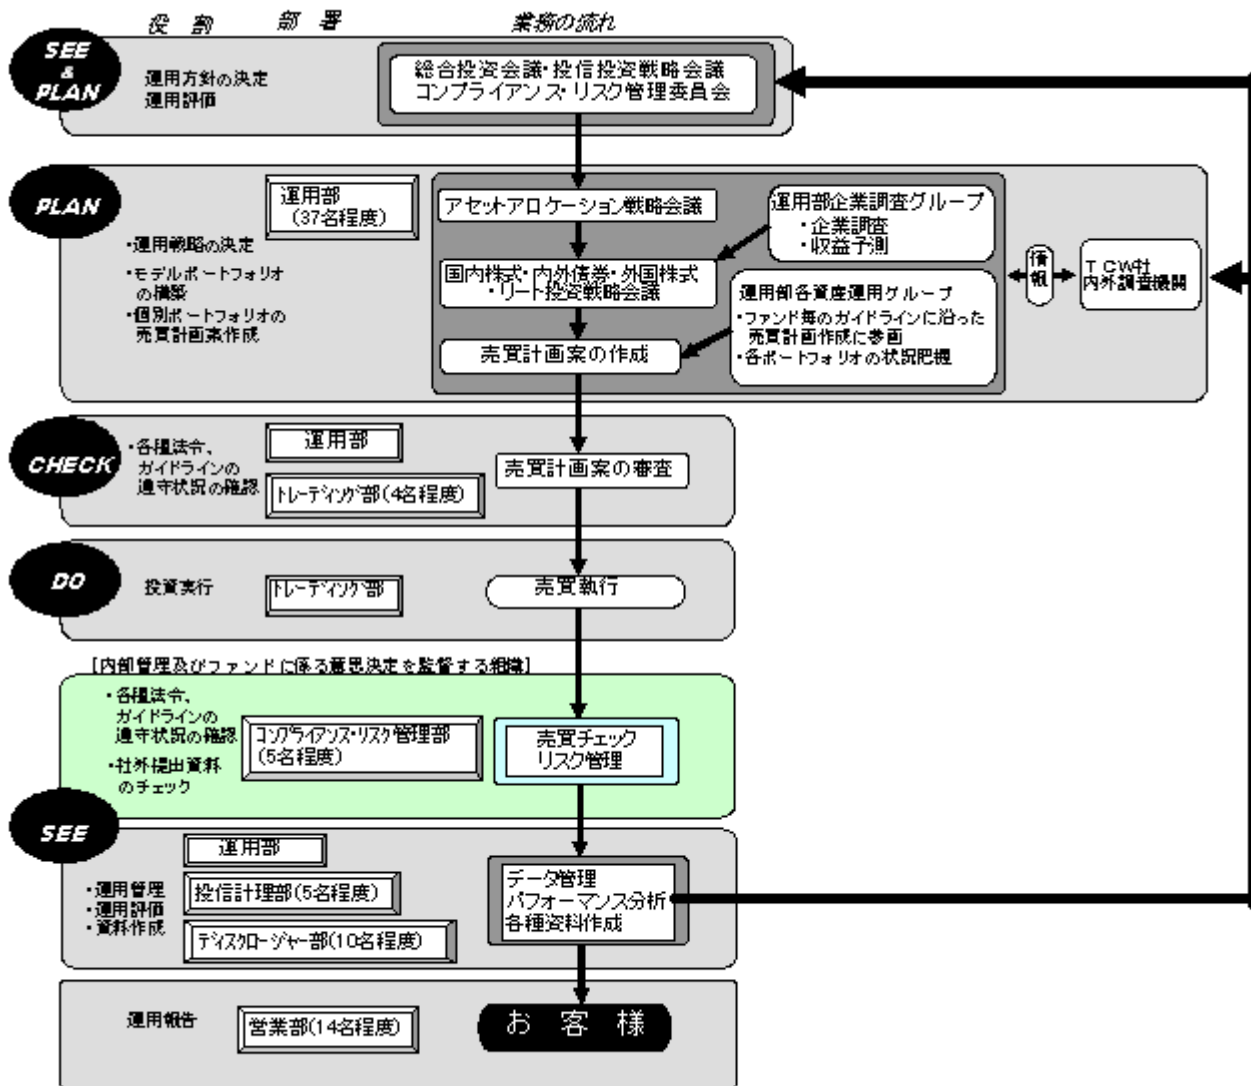 役 割
部 署
業務の流れ
SEE
&
PLAN
運用方針の決定
運用評価
総合投資会議・投信投資戦略会議
コンプライアンス・リスク管理委員会
PLAN
運用部
(37名程度)
・運用戦略の決定
・モデルポートフォリオ
の構築
・個別ポートフォリオの
売買計画案作成
アセットアロケーション戦略会議
国内株式・内外債券・外国株式
・リート投資戦略会議
売買計画案の作成
運用部企業調査グループ
・企業調査
・収益予測
運用部各資産運用グループ
・ファンド毎のガイドラインに沿った
売買計画作成に参画
・各ポートフォリオの状況把握
情報
TCW社
内外調査機関
CHECK
・各種法令、
ガイドラインの
遵守状況の確認
運用部
トレーディング部(4名程度)
売買計画案の審査
DO
投資実行
トレーディング部
売買執行
[内部管理及びファンドに係る意思決定を監督する組織]
・各種法令、
ガイドラインの
遵守状況の確認
・社外提出資料
のチェック
コンプライアンス・リスク管理部
(5名程度)
売買チェック
リスク管理
SEE
・運用管理
・運用評価
・資料作成
運用部
投信計理部(5名程度)
ディスクロージャー部(10名程度)
データ管理
パフォーマンス分析
各種資料作成
運用報告
営業部(14名程度)
お 客 様